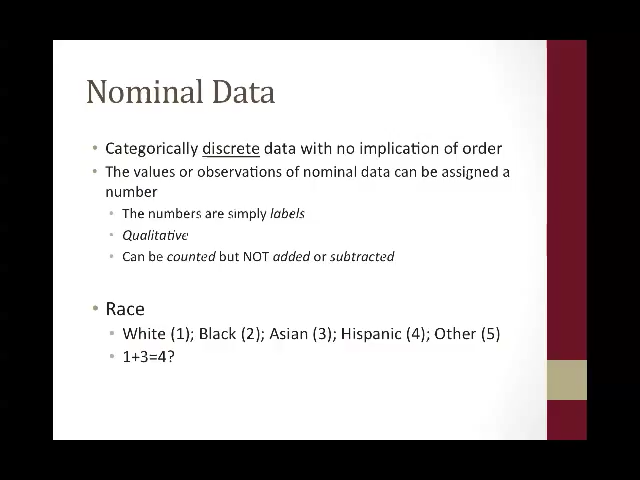 Nominal Data
• Categorically discrete data with no implication of order
• The values or observations of nominal data can be assigned a
number
• The numbers are simply labels
• Qualitative
• Can be counted but NOT added or subtracted
• Race
• White (1); Black (2); Asian (3); Hispanic (4); Other (5)
• 1+3=4?